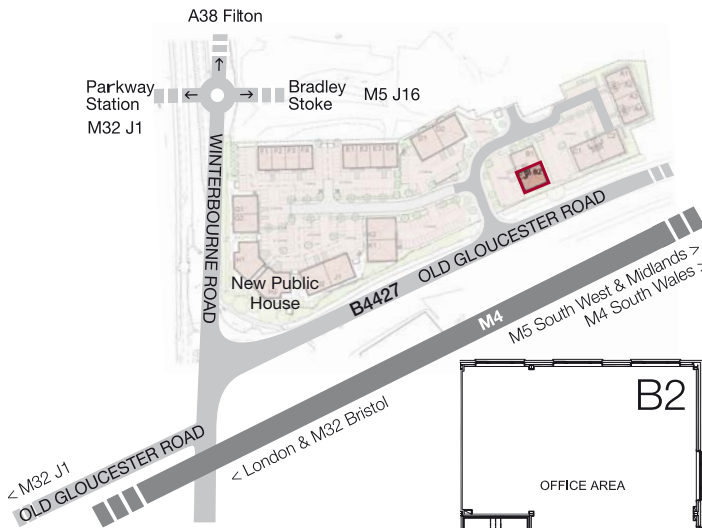 A38 Filton
Parkway
Station
Bradley
Stoke
M5 J16
M32 J1
WINTERBOURNE ROAD
New Public
House
B4427 OLD GLOUCESTER ROAD
M4
M5 South West & Midlands >
M4 South Wales >
< London & M32 Bristol
< M32 J1
OLD GLOUCESTER ROAD
B2
OFFICE AREA